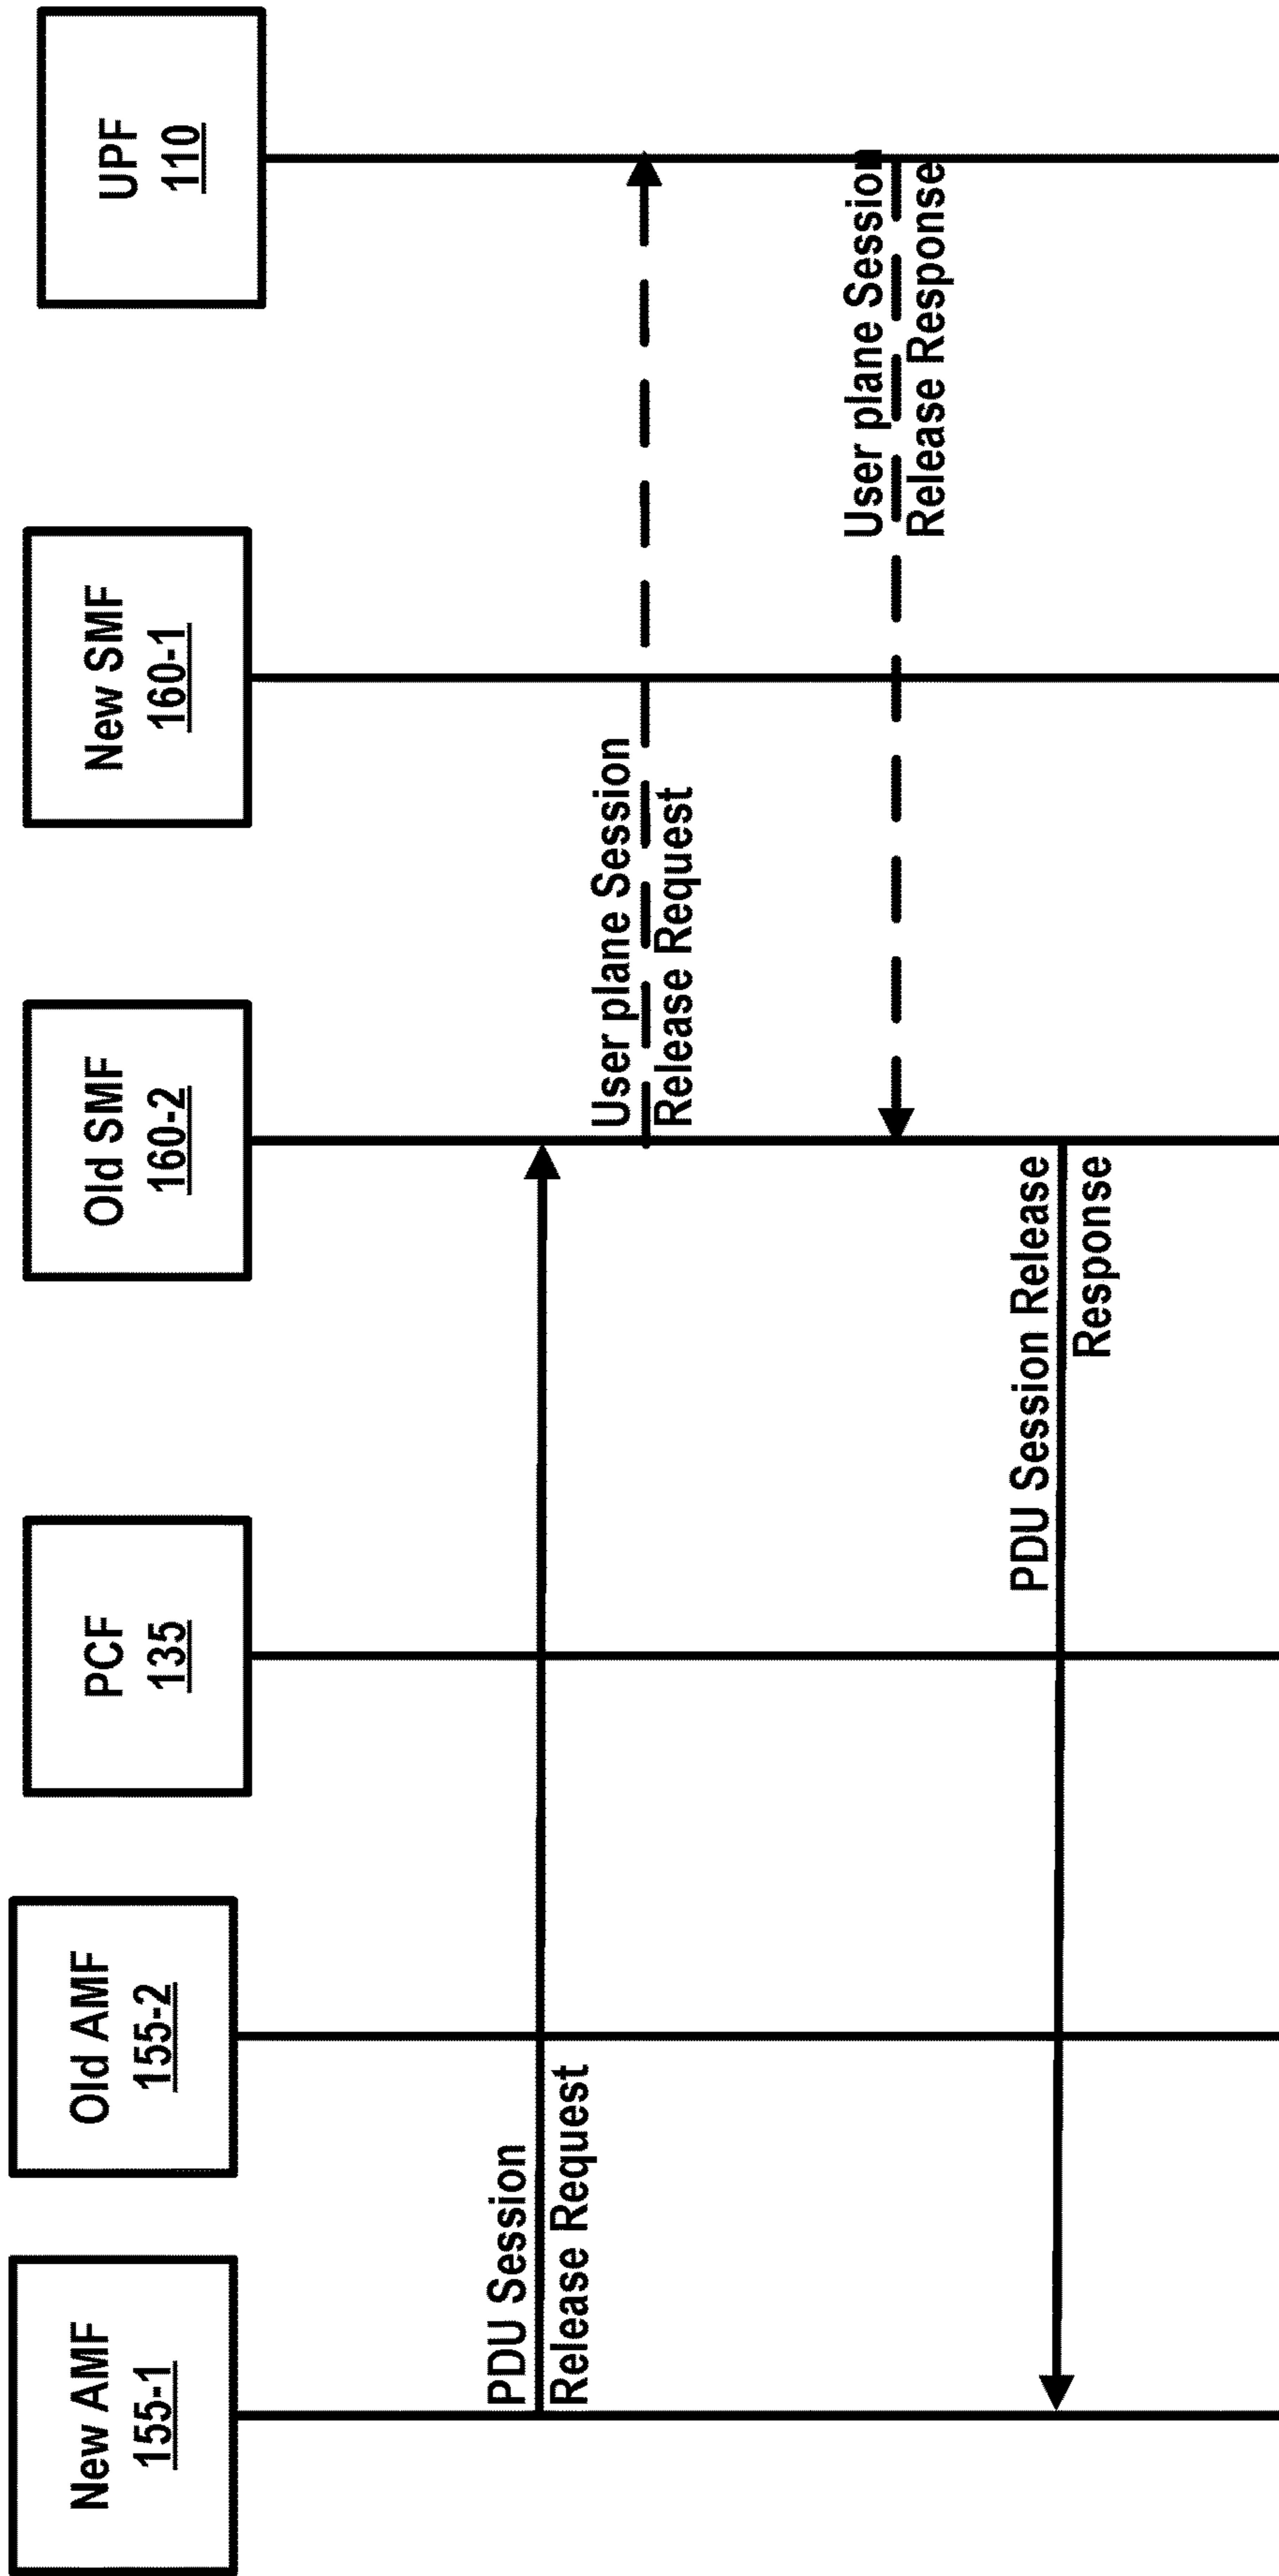 New AMF
155-1
Old AMF
155-2
PCF
135
Old SMF
160-2
New SMF
160-1
UPF
110
PDU Session
Release Request
User plane Session
Release Request
User plane Session
Release Response
PDU Session Release
Response